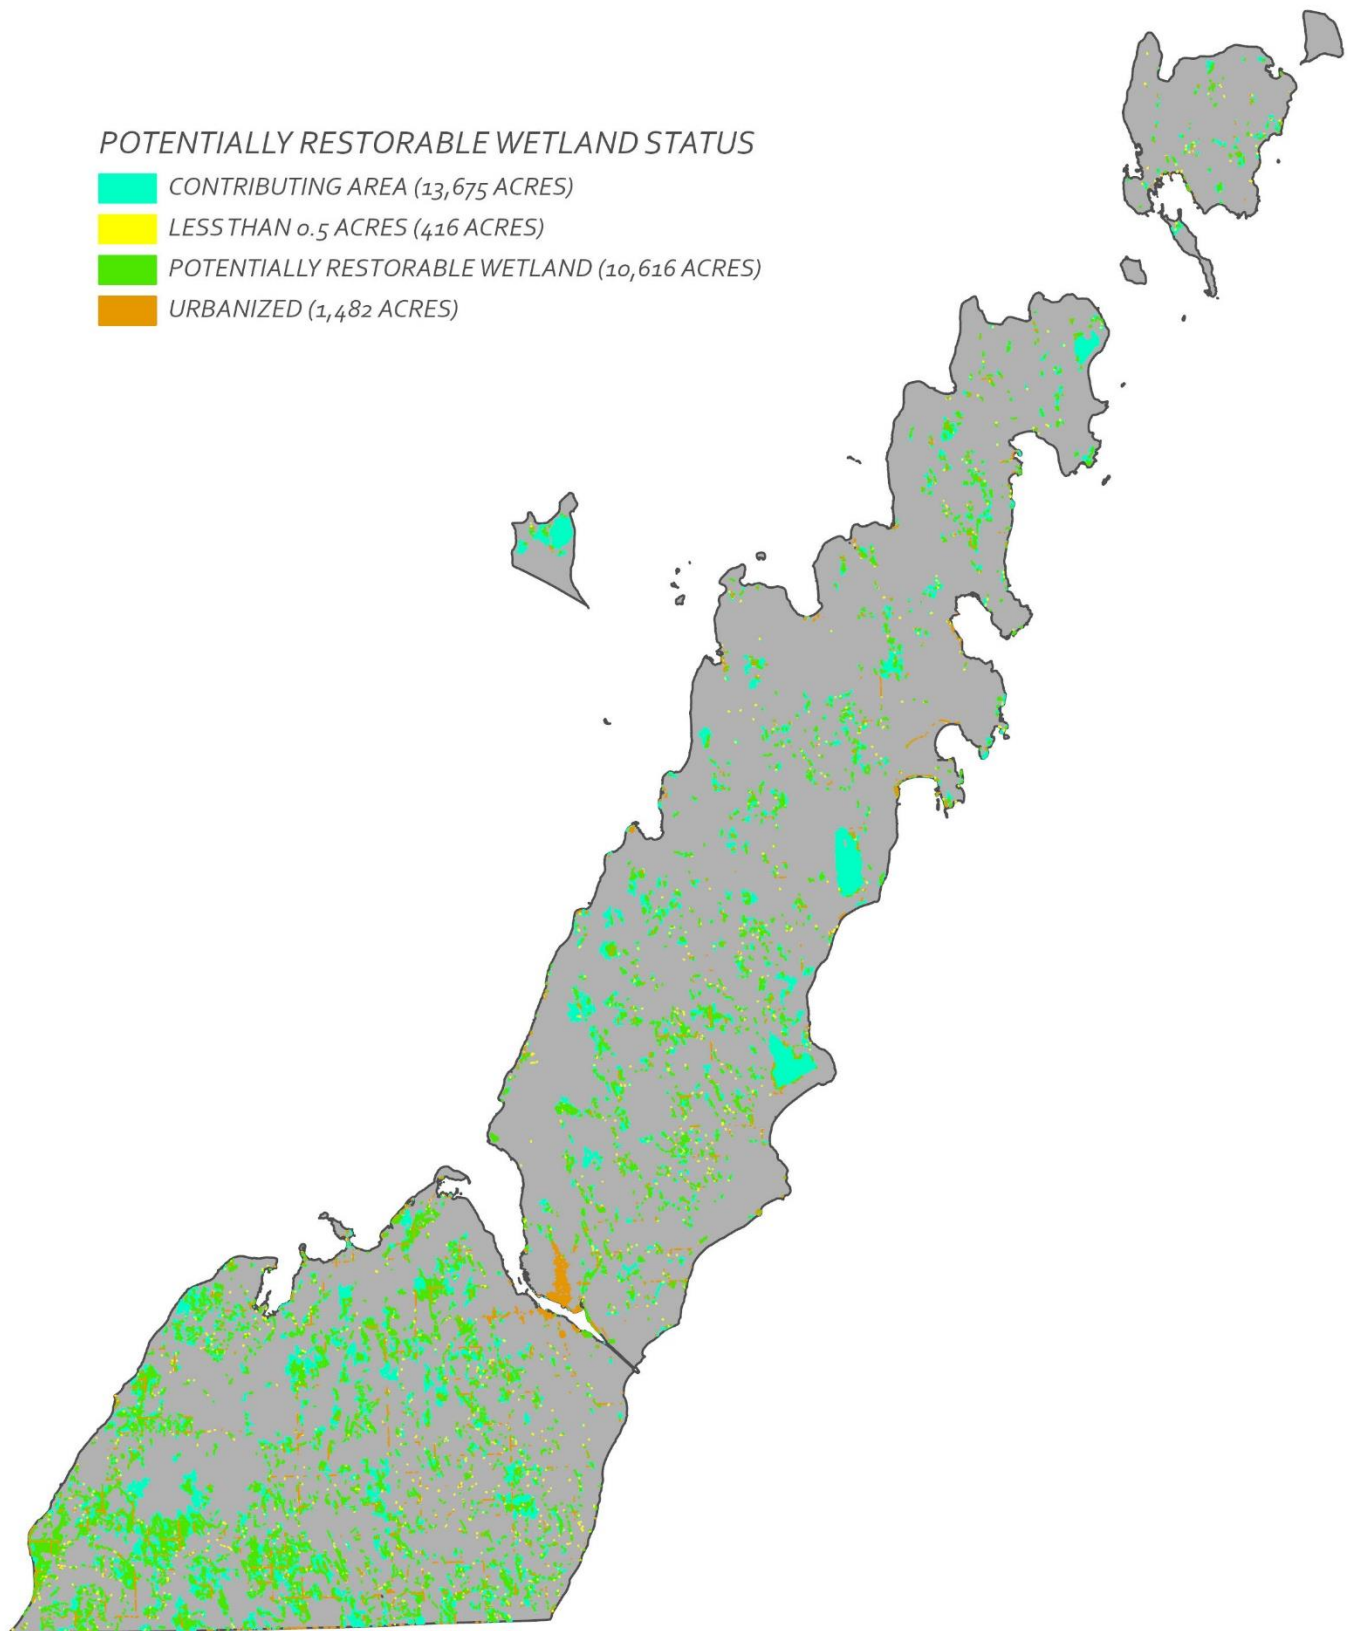 POTENTIALLY RESTORABLE WETLAND STATUS
CONTRIBUTING AREA (13,675 ACRES)
LESS THAN 0.5 ACRES (416 ACRES)
POTENTIALLY RESTORABLE WETLAND (10,616 ACRES)
URBANIZED (1,482 ACRES)